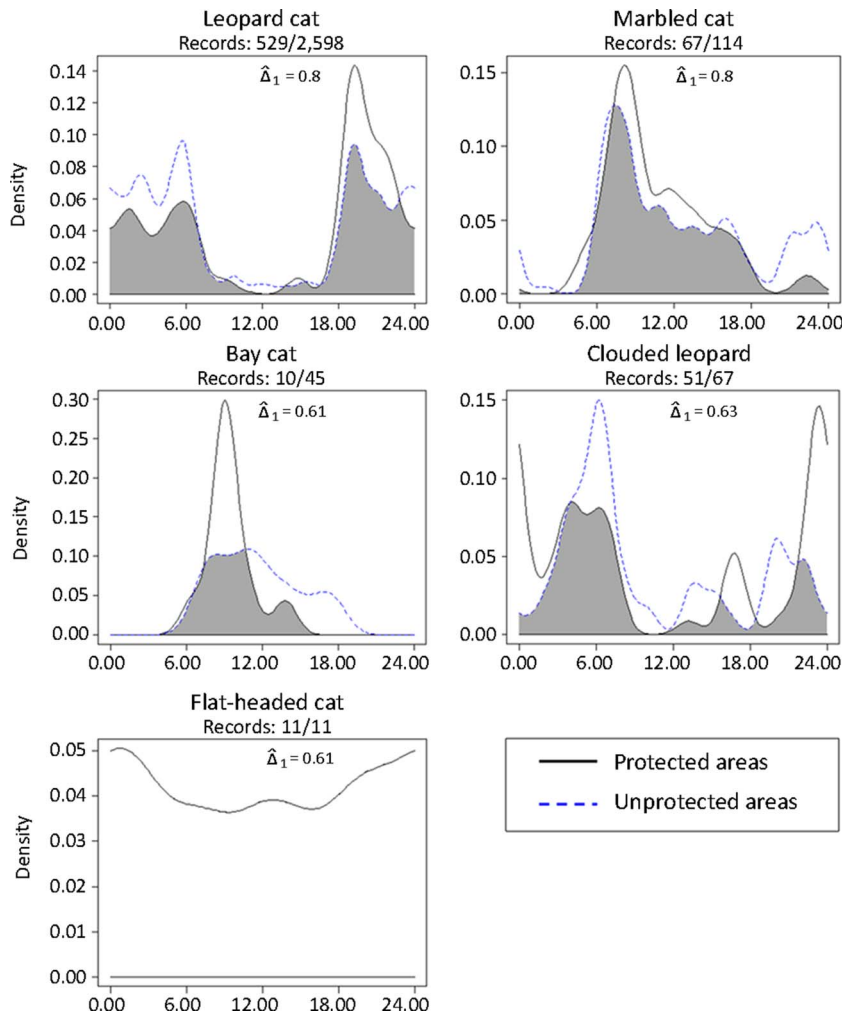 Leopard cat
Records: 529/2,598
Δ̂₁ = 0.8
Density
0.14
0.12
0.10
0.08
0.06
0.04
0.02
0.00
0.00 6.00 12.00 18.00 24.00
Marbled cat
Records: 67/114
Δ̂₁ = 0.8
0.15
0.10
0.05
0.00
0.00 6.00 12.00 18.00 24.00
Bay cat
Records: 10/45
Δ̂₁ = 0.61
Density
0.30
0.25
0.20
0.15
0.10
0.05
0.00
0.00 6.00 12.00 18.00 24.00
Clouded leopard
Records: 51/67
Δ̂₁ = 0.63
0.15
0.10
0.05
0.00
0.00 6.00 12.00 18.00 24.00
Flat-headed cat
Records: 11/11
Δ̂₁ = 0.61
Density
0.05
0.04
0.03
0.02
0.01
0.00
0.00 6.00 12.00 18.00 24.00
Protected areas
Unprotected areas